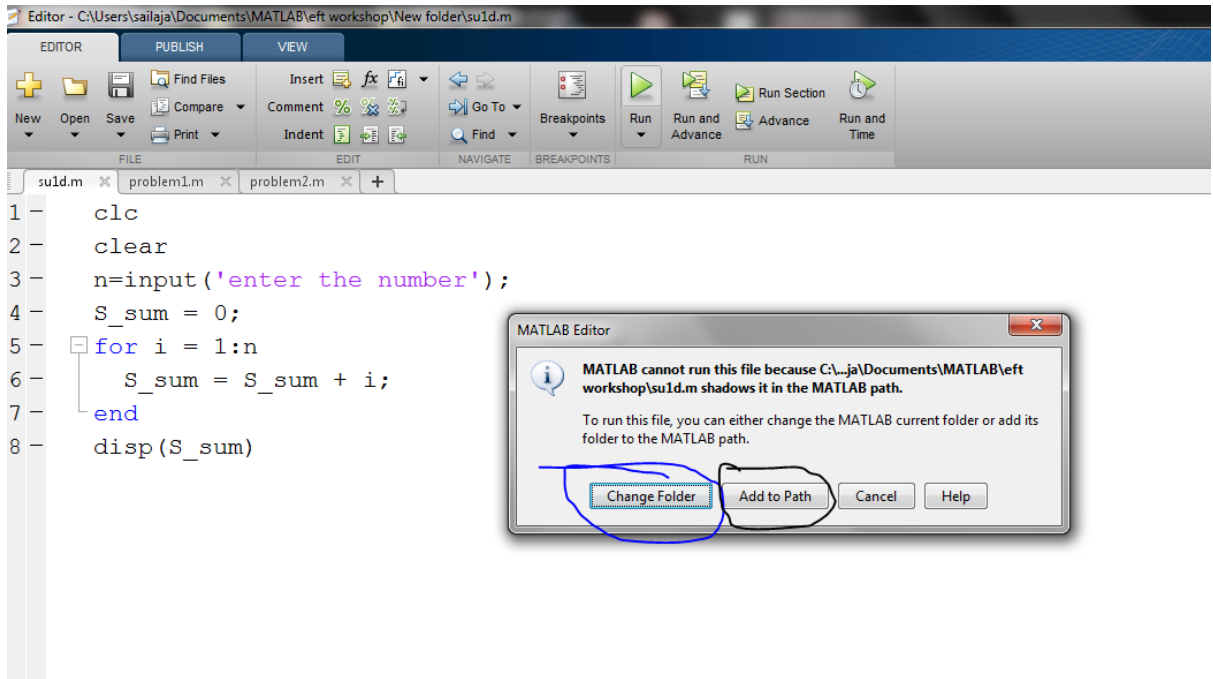 Editor - C:\Users\sailaja\Documents\MATLAB\eft workshop\New folder\su1d.m
EDITOR PUBLISH VIEW
Find Files Insert fx
New Open Save Compare Comment % Go To Breakpoints Run Run and Advance Run Section Run and Time
Print Indent Find Advance
FILE EDIT NAVIGATE BREAKPOINTS RUN
su1d.m problem1.m problem2.m +
1 clc
2 clear
3 n=input('enter the number');
4 S_sum = 0;
5 for i = 1:n
6 S_sum = S_sum + i;
7 end
8 disp(S_sum)
MATLAB Editor
MATLAB cannot run this file because C:\...ja\Documents\MATLAB\eft
workshop\su1d.m shadows it in the MATLAB path.
To run this file, you can either change the MATLAB current folder or add its
folder to the MATLAB path.
Change Folder Add to Path Cancel Help